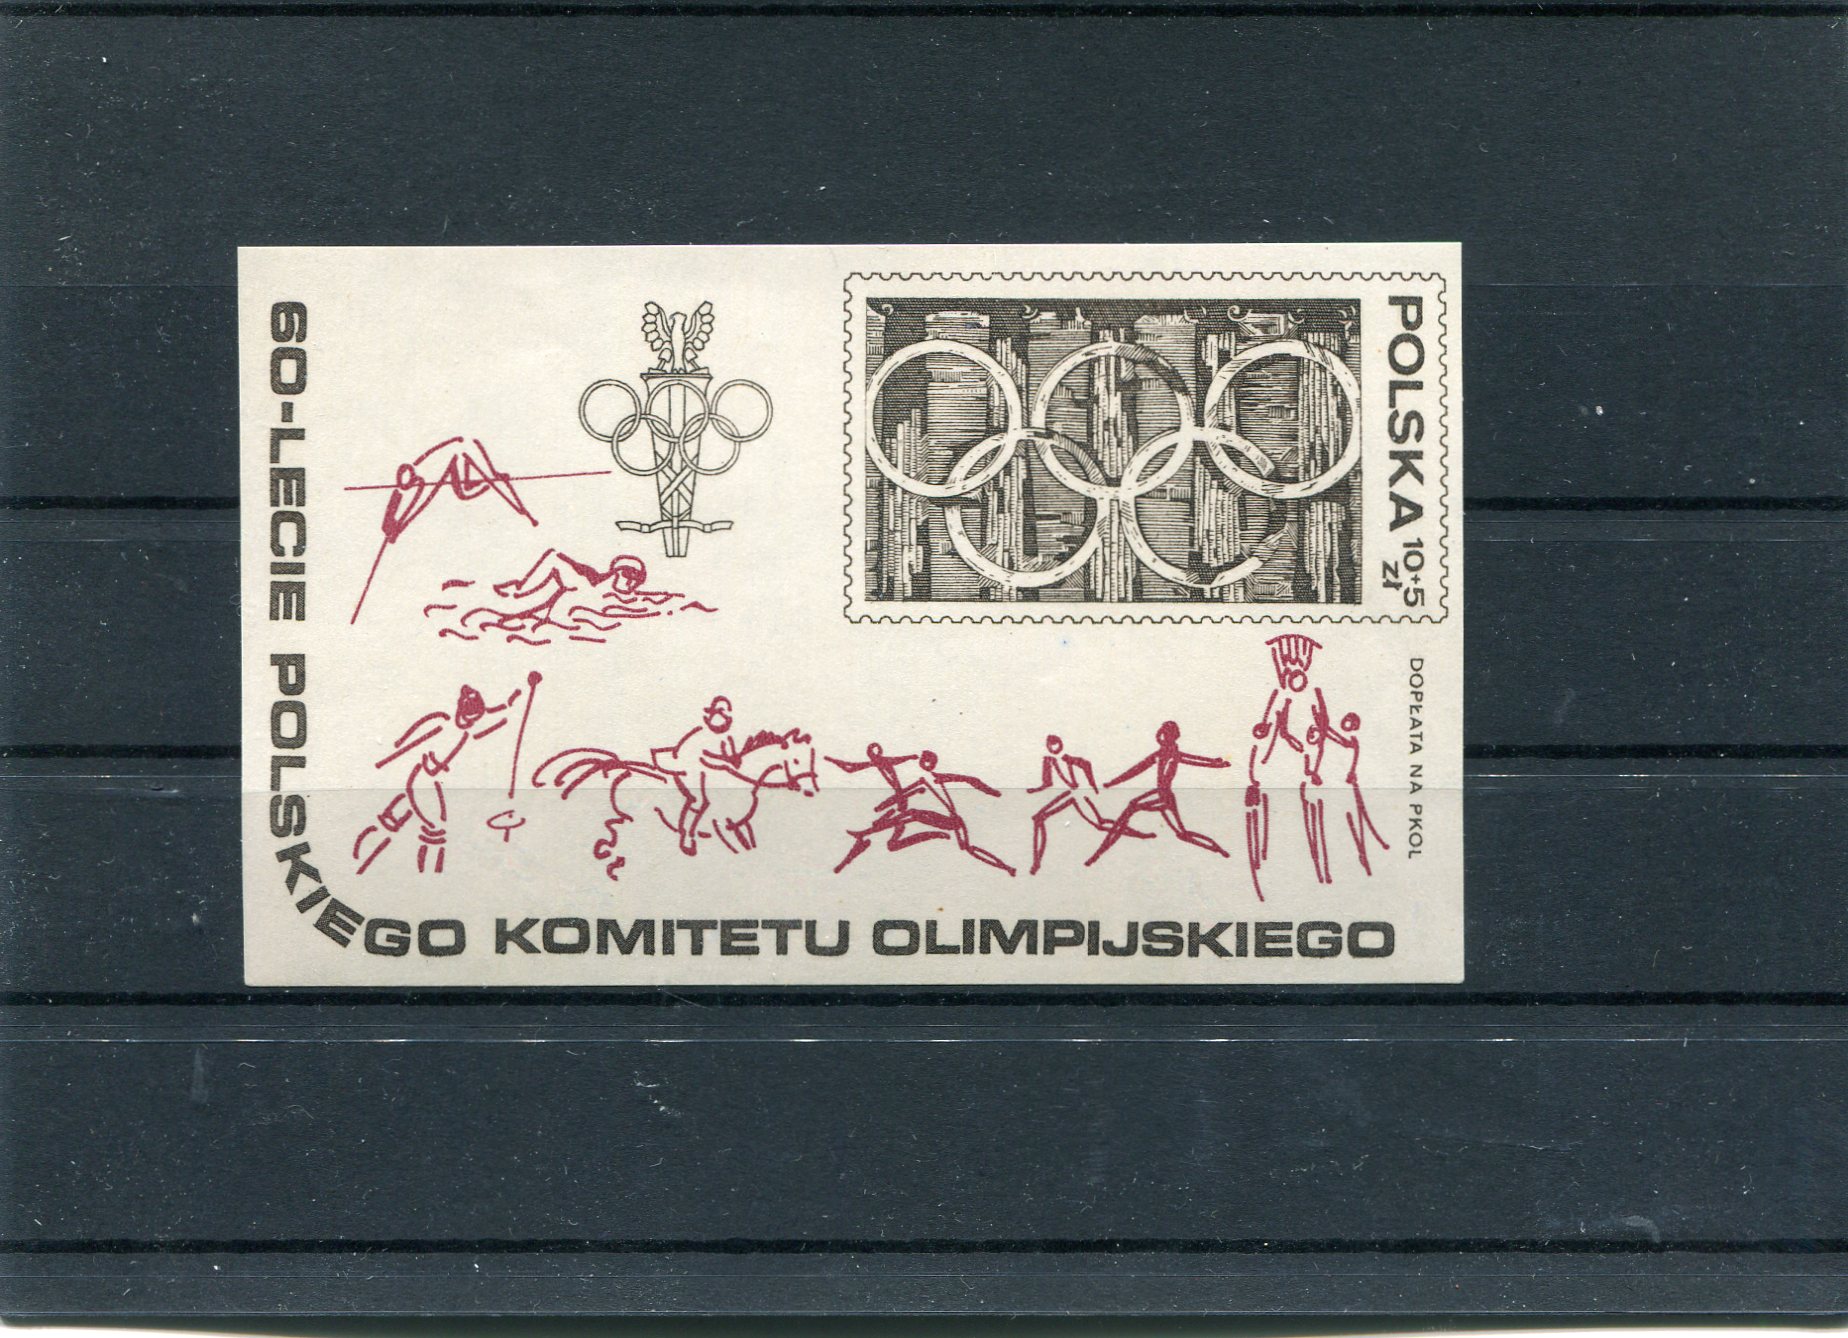 60-LECIE POLSKIEGO KOMITETU OLIMPIJSKIEGO
POLSKA 10+5 zł
DOPŁATA NA PKOL